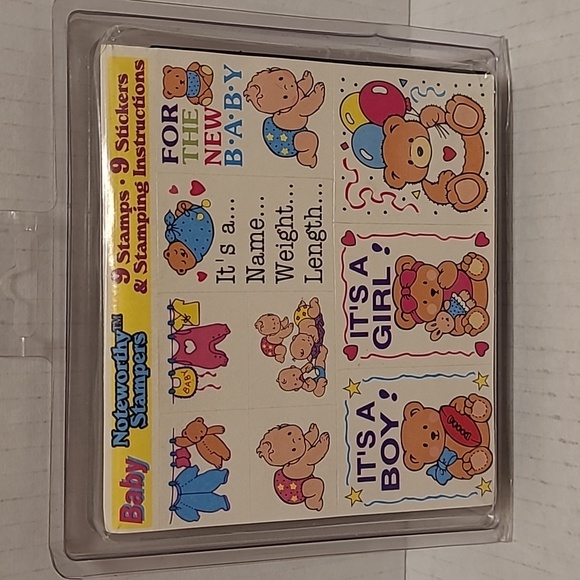 Baby
Noteworthy™
Stampers
9 Stamps • 9 Stickers
& Stamping Instructions
FOR
THE
NEW
B•A•B•Y
It's a....
Name....
Weight....
Length....
BABY
IT'S A
GIRL!
IT'S A
BOY!